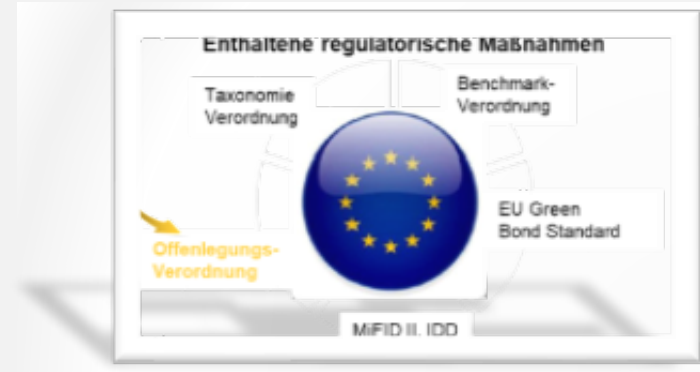 Enthaltene regulatorische Maßnahmen
Taxonomie
Verordnung
Benchmark-
Verordnung
EU Green
Bond Standard
Offenlegungs-
Verordnung
MiFID II, IDD